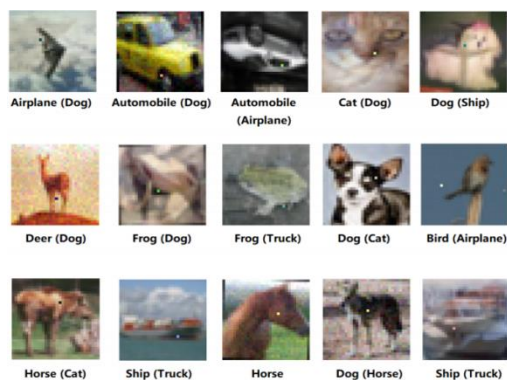 Airplane (Dog)
Automobile (Dog)
Automobile
(Airplane)
Cat (Dog)
Dog (Ship)
Deer (Dog)
Frog (Dog)
Frog (Truck)
Dog (Cat)
Bird (Airplane)
Horse (Cat)
Ship (Truck)
Horse
Dog (Horse)
Ship (Truck)